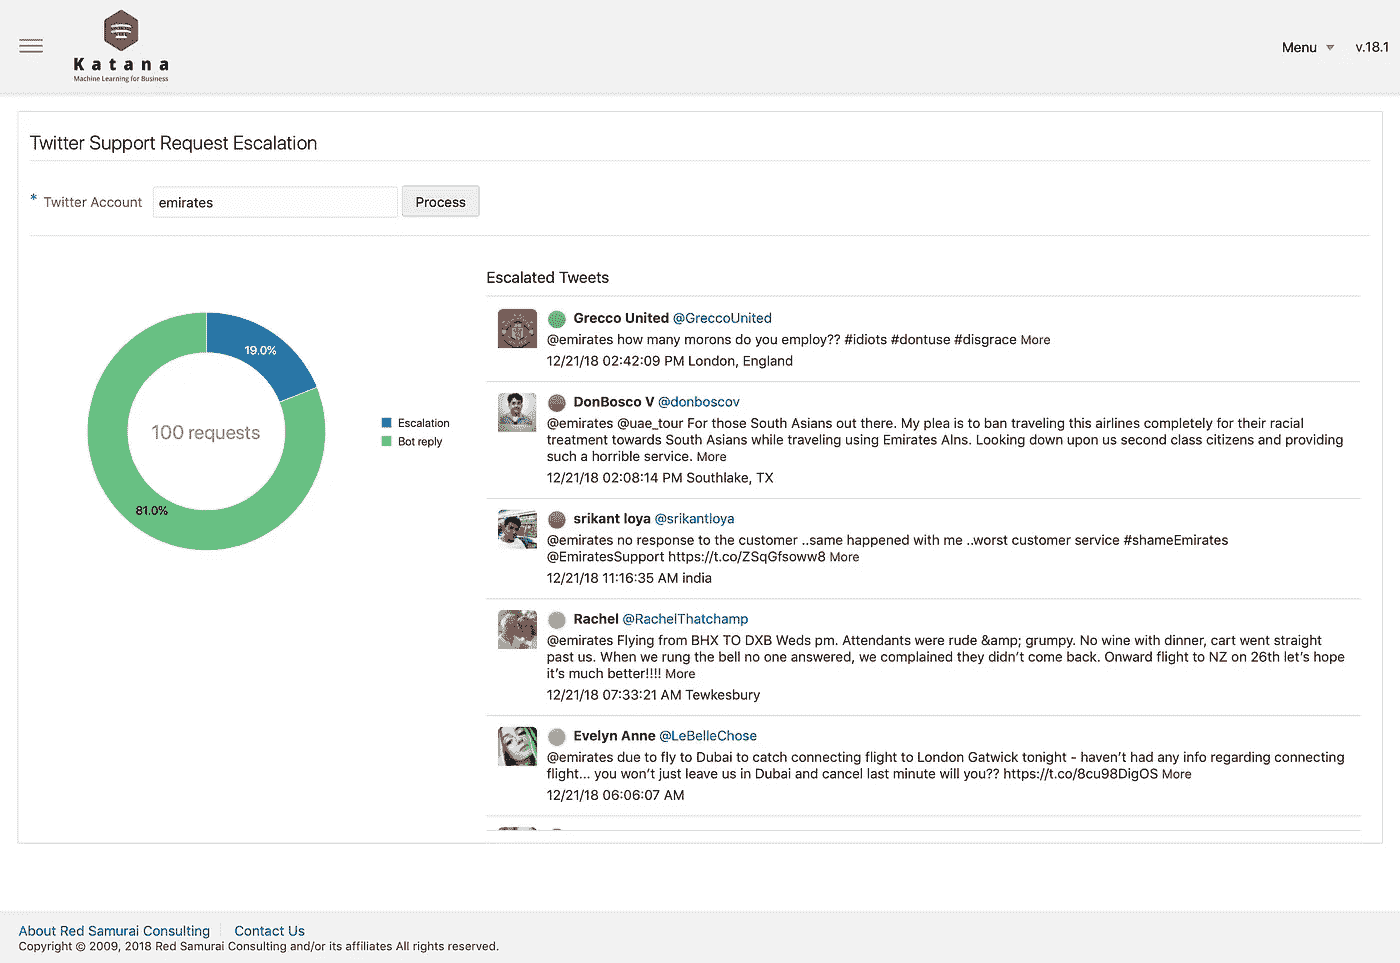 Katana
Machine Learning for Business
Menu
v.18.1
Twitter Support Request Escalation
* Twitter Account
emirates
Process
19.0%
100 requests
81.0%
Escalation
Bot reply
Escalated Tweets
Grecco United @GreccoUnited
@emirates how many morons do you employ?? #idiots #dontuse #disgrace More
12/21/18 02:42:09 PM London, England
DonBosco V @donboscov
@emirates @uae_tour For those South Asians out there. My plea is to ban traveling this airlines completely for their racial
treatment towards South Asians while traveling using Emirates Alns. Looking down upon us second class citizens and providing
such a horrible service. More
12/21/18 02:08:14 PM Southlake, TX
srikant loya @srikantloya
@emirates no response to the customer ..same happened with me ..worst customer service #shameEmirates
@EmiratesSupport https://t.co/ZSqGfsoww8 More
12/21/18 11:16:35 AM india
Rachel @RachelThatchamp
@emirates Flying from BHX TO DXB Weds pm. Attendants were rude &amp; grumpy. No wine with dinner, cart went straight
past us. When we rung the bell no one answered, we complained they didn't come back. Onward flight to NZ on 26th let's hope
it's much better!!!! More
12/21/18 07:33:21 AM Tewkesbury
Evelyn Anne @LeBelleChose
@emirates due to fly to Dubai to catch connecting flight to London Gatwick tonight - haven't had any info regarding connecting
flight... you won't just leave us in Dubai and cancel last minute will you?? https://t.co/8cu98DigOS More
12/21/18 06:06:07 AM
About Red Samurai Consulting
Contact Us
Copyright © 2009, 2018 Red Samurai Consulting and/or its affiliates All rights reserved.